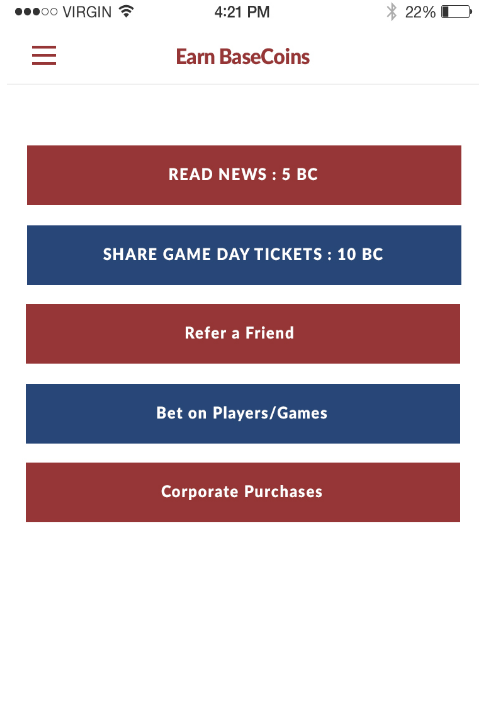 VIRGIN 4:21 PM 22%
Earn BaseCoins
READ NEWS : 5 BC
SHARE GAME DAY TICKETS : 10 BC
Refer a Friend
Bet on Players/Games
Corporate Purchases